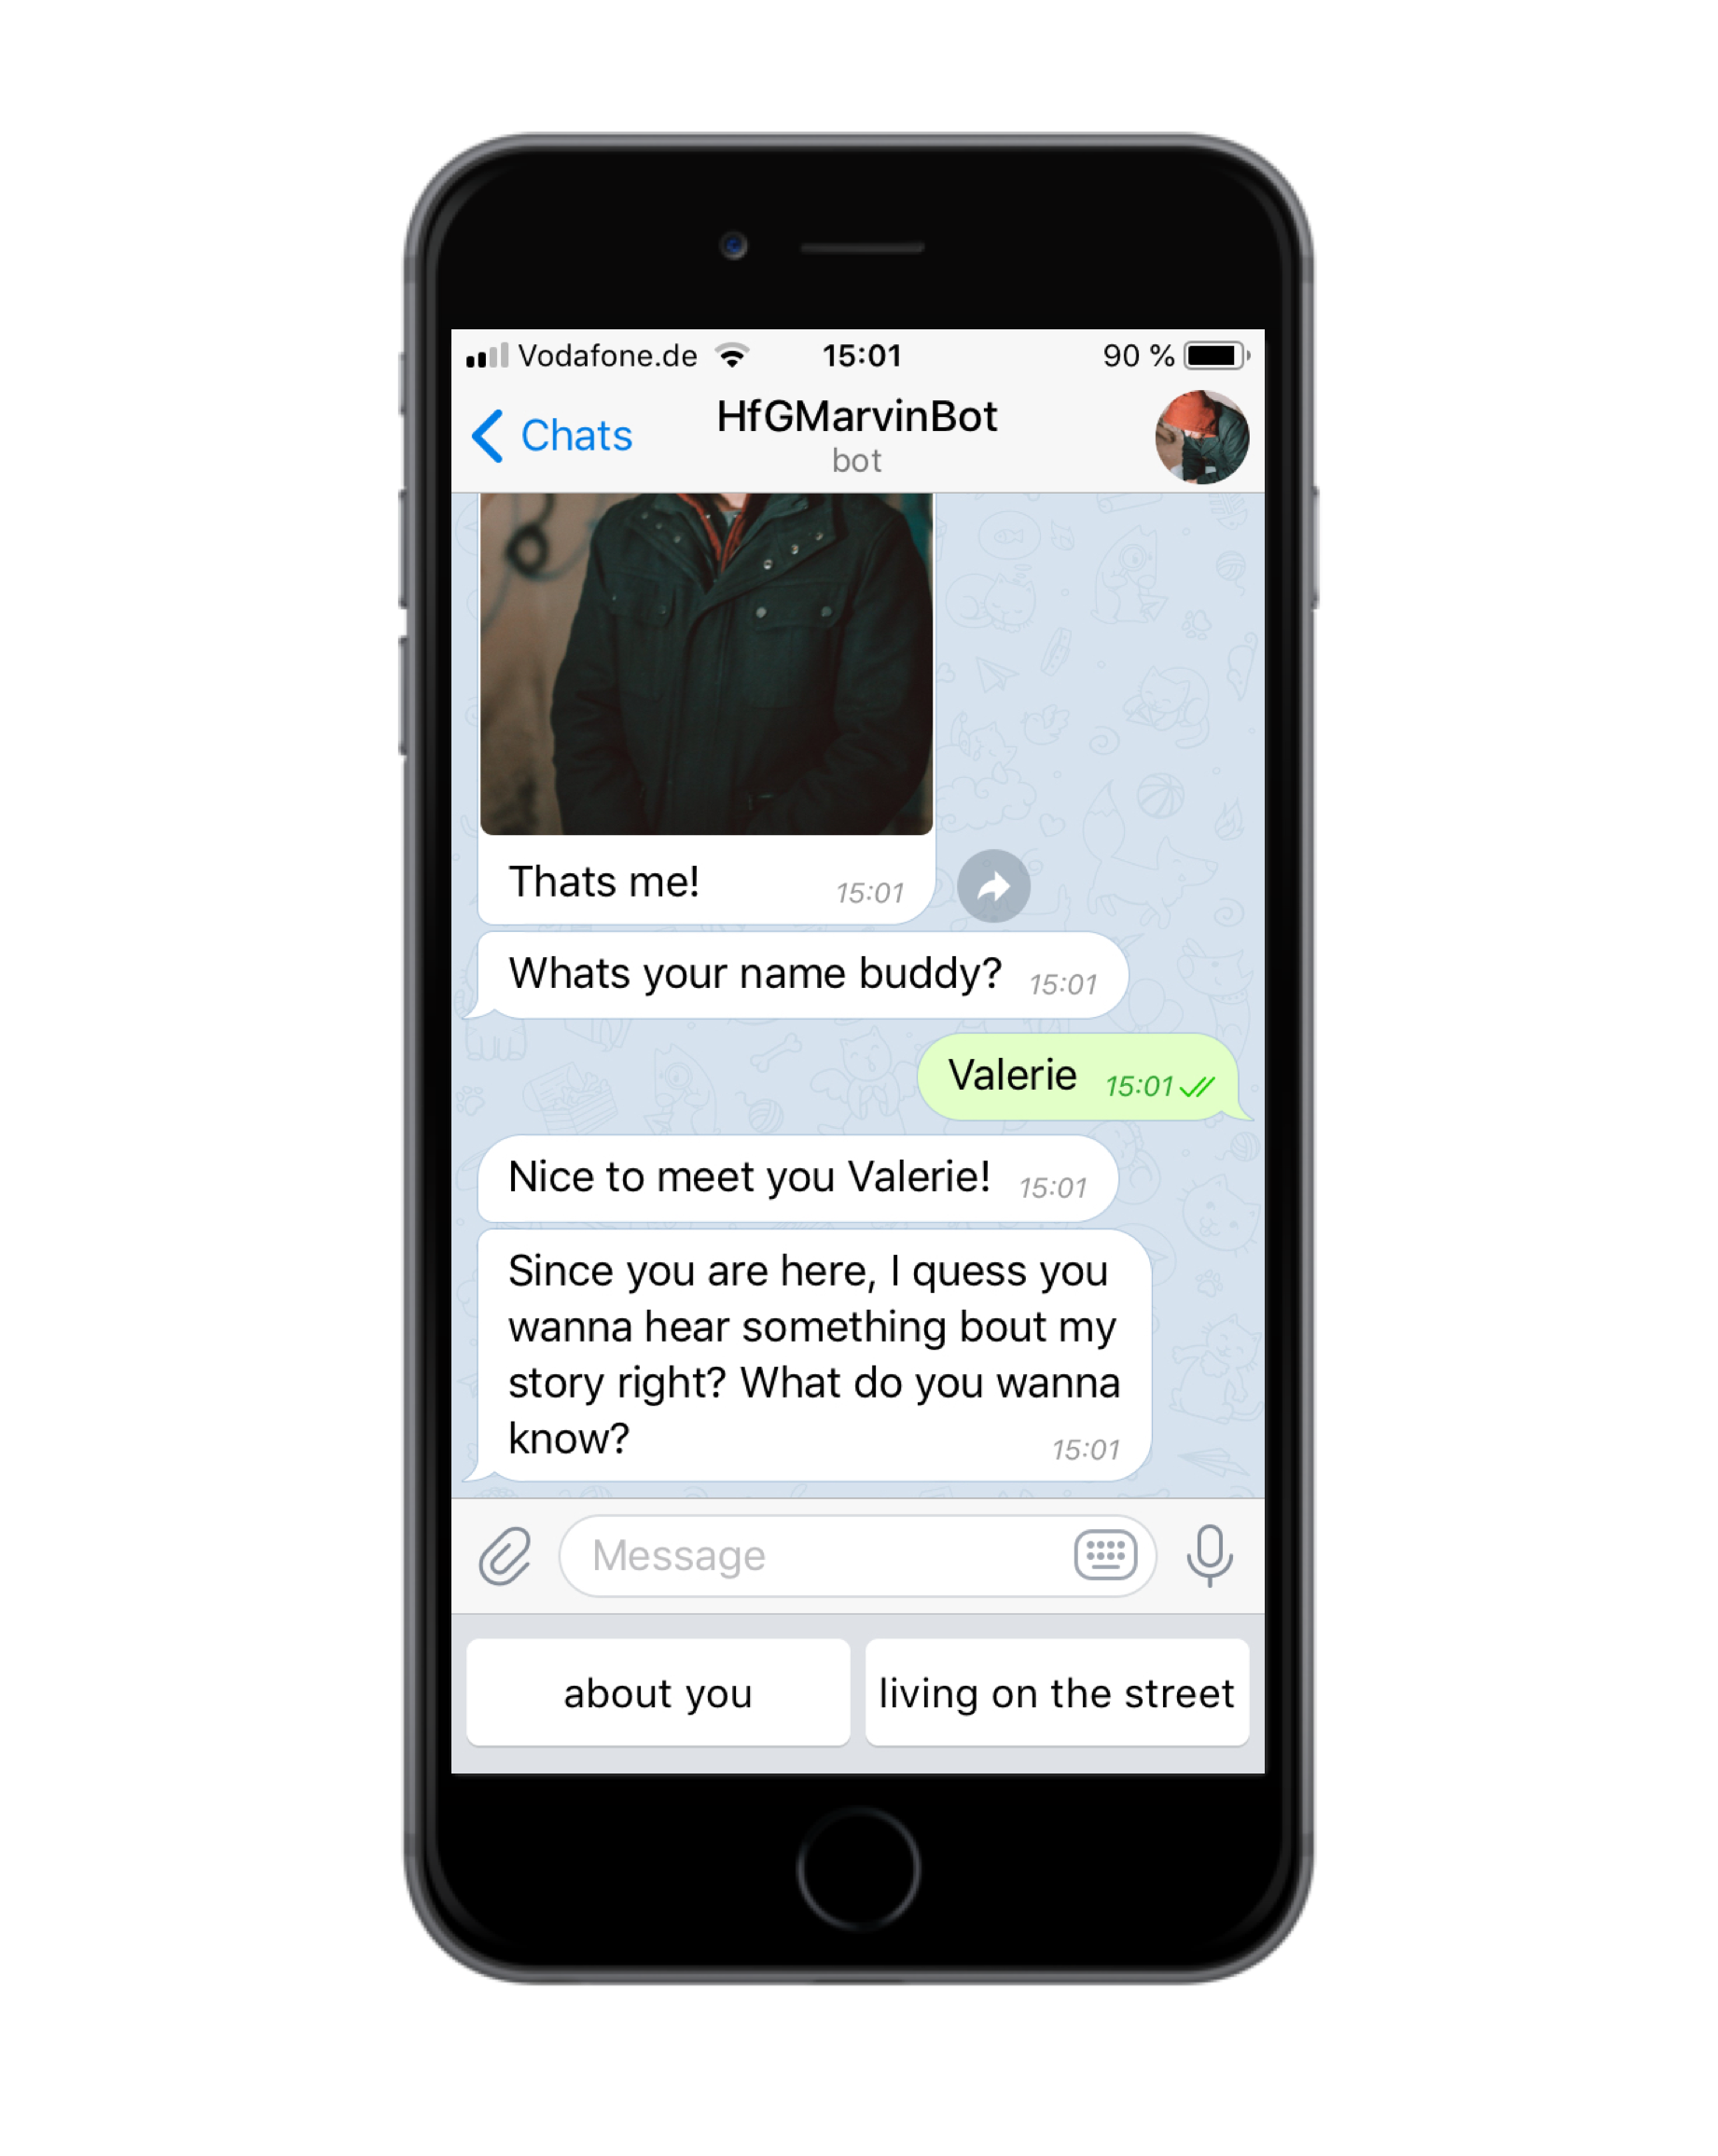 Vodafone.de 15:01 90 %
Chats
HfGMarvinBot
bot
Thats me! 15:01
Whats your name buddy? 15:01
Valerie 15:01
Nice to meet you Valerie! 15:01
Since you are here, I quess you
wanna hear something bout my
story right? What do you wanna
know? 15:01
Message
about you
living on the street